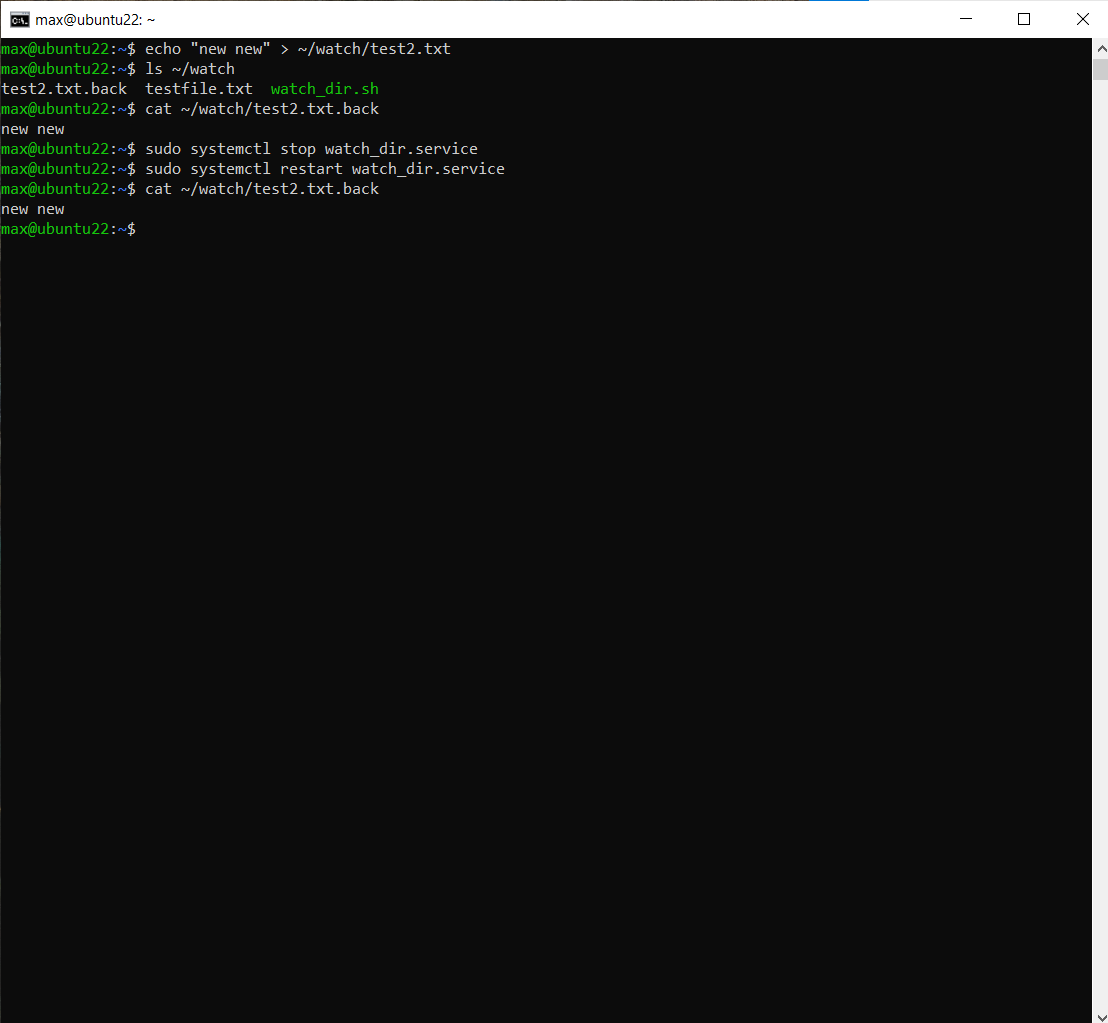 max@ubuntu22: ~
max@ubuntu22:~$ echo "new new" > ~/watch/test2.txt
max@ubuntu22:~$ ls ~/watch
test2.txt.back  testfile.txt  watch_dir.sh
max@ubuntu22:~$ cat ~/watch/test2.txt.back
new new
max@ubuntu22:~$ sudo systemctl stop watch_dir.service
max@ubuntu22:~$ sudo systemctl restart watch_dir.service
max@ubuntu22:~$ cat ~/watch/test2.txt.back
new new
max@ubuntu22:~$